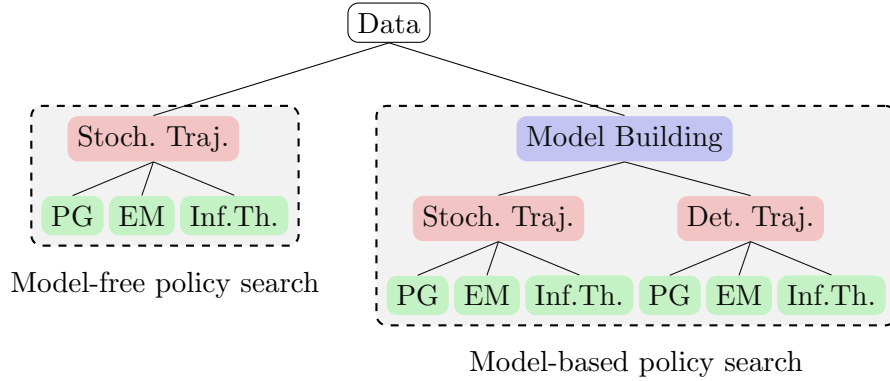 Data
Stoch. Traj.
PG EM Inf.Th.
Model-free policy search
Model Building
Stoch. Traj. Det. Traj.
PG EM Inf.Th. PG EM Inf.Th.
Model-based policy search